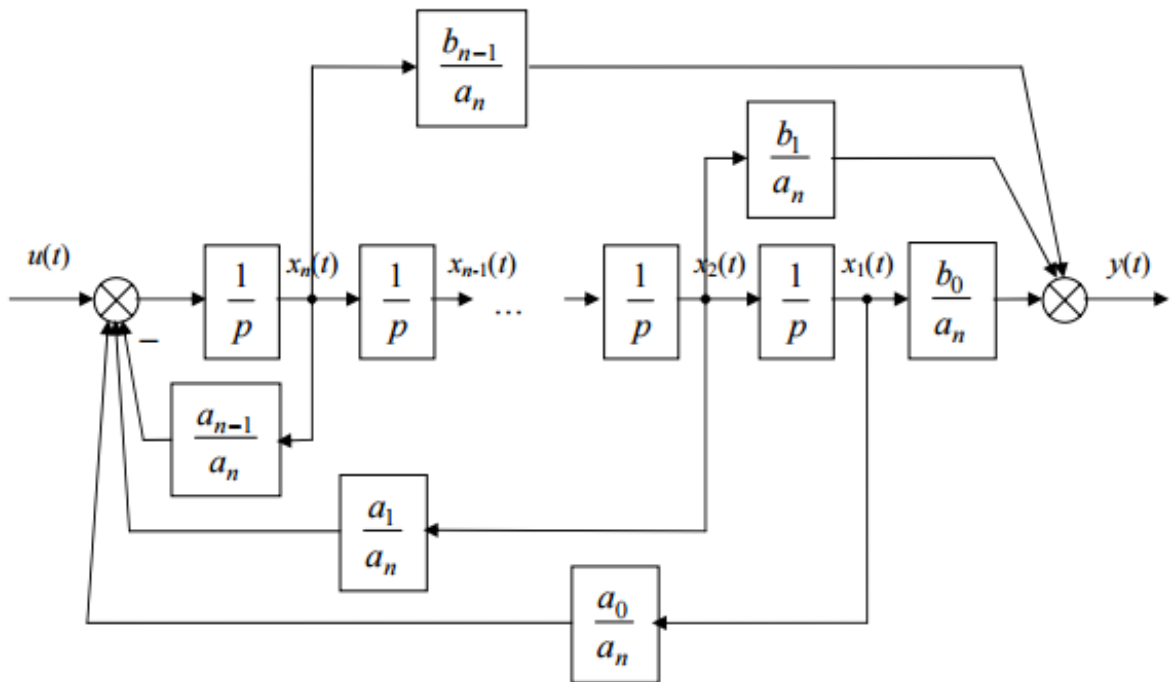 b_{n-1}
a_n
b_1
a_n
u(t)
1
p
x_n(t)
1
p
x_{n-1}(t)
...
1
p
x_2(t)
1
p
x_1(t)
b_0
a_n
y(t)
–
a_{n-1}
a_n
a_1
a_n
a_0
a_n